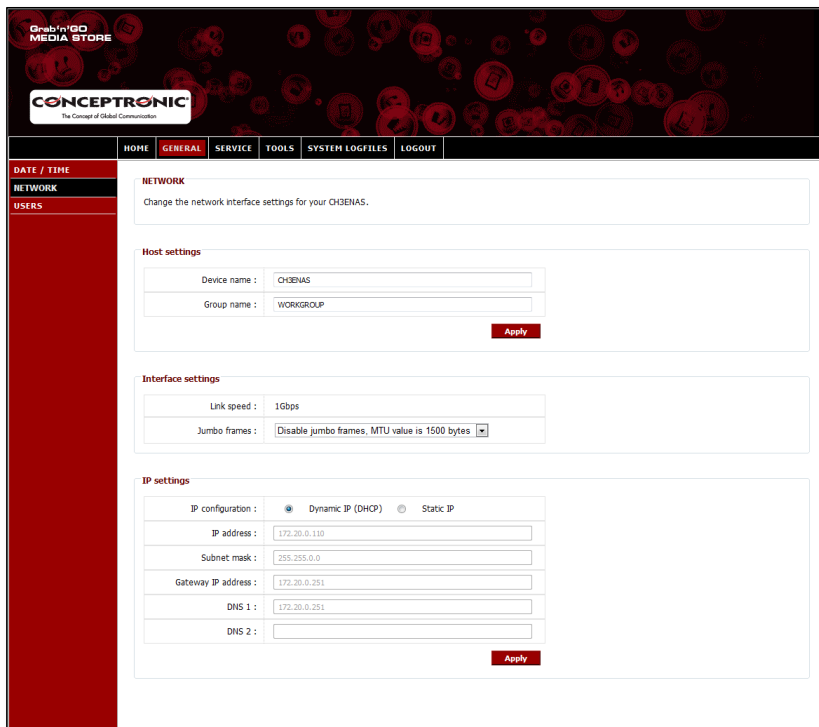 Grab'n'GO
MEDIA STORE
CONCEPTRONIC®
The Concept of Global Communication
HOME GENERAL SERVICE TOOLS SYSTEM LOGFILES LOGOUT
DATE / TIME
NETWORK
USERS
NETWORK
Change the network interface settings for your CH3ENAS.
Host settings
Device name : CH3ENAS
Group name : WORKGROUP
Apply
Interface settings
Link speed : 1Gbps
Jumbo frames : Disable jumbo frames, MTU value is 1500 bytes
IP settings
IP configuration : Dynamic IP (DHCP) Static IP
IP address : 172.20.0.110
Subnet mask : 255.255.0.0
Gateway IP address : 172.20.0.251
DNS 1 : 172.20.0.251
DNS 2 :
Apply